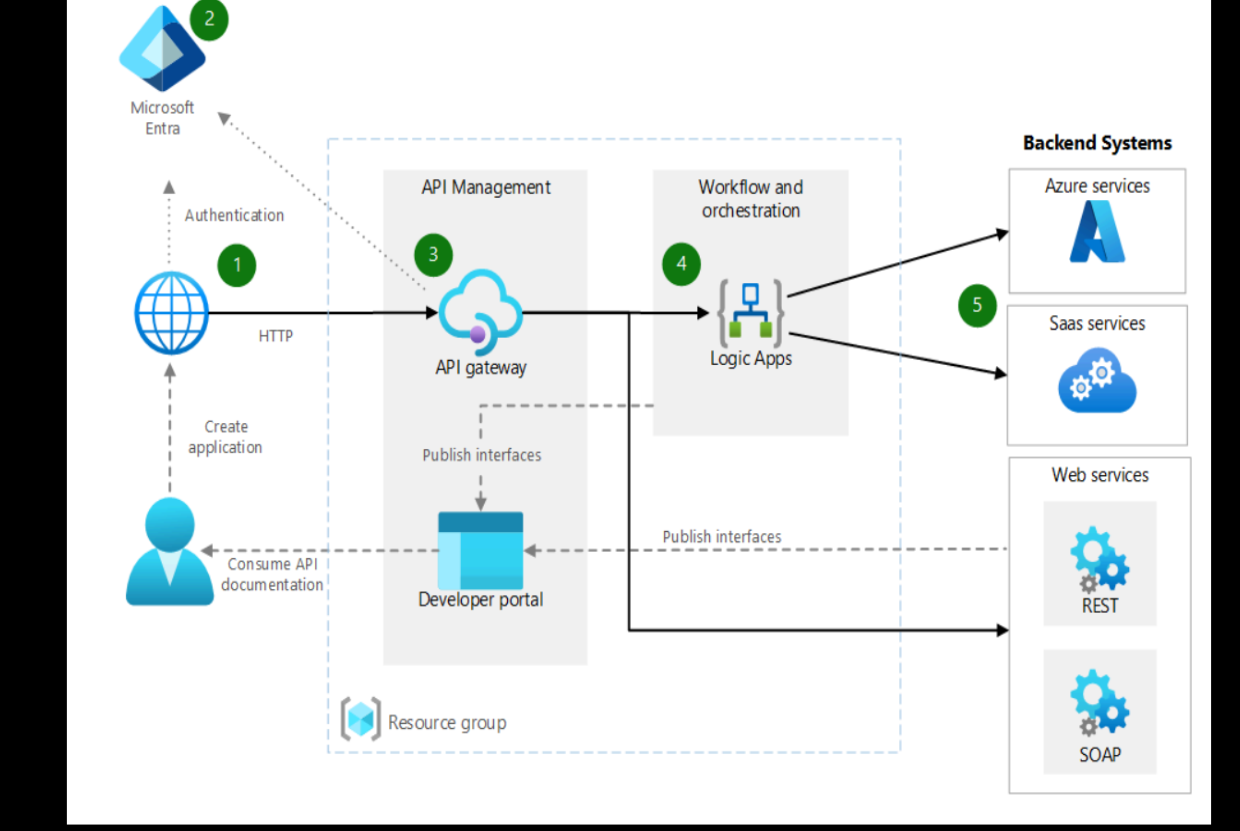 2
Microsoft
Entra
Authentication
1
HTTP
Create
application
Consume API
documentation
API Management
3
API gateway
Publish interfaces
Developer portal
Resource group
Workflow and
orchestration
4
Logic Apps
Publish interfaces
Backend Systems
Azure services
5
Saas services
Web services
REST
SOAP